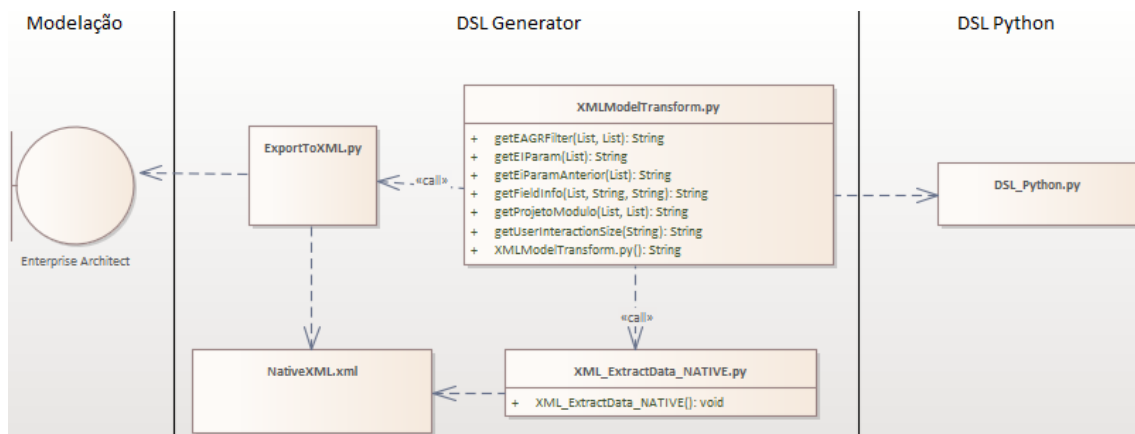 Modelação
DSL Generator
DSL Python
Enterprise Architect
ExportToXML.py
«call»
XMLModelTransform.py
+ getEAGRFilter(List, List): String
+ getEIParam(List): String
+ getEiParamAnterior(List): String
+ getFieldInfo(List, String, String): String
+ getProjetoModulo(List, List): String
+ getUserInteractionSize(String): String
+ XMLModelTransform.py(): String
DSL_Python.py
«call»
NativeXML.xml
XML_ExtractData_NATIVE.py
+ XML_ExtractData_NATIVE(): void